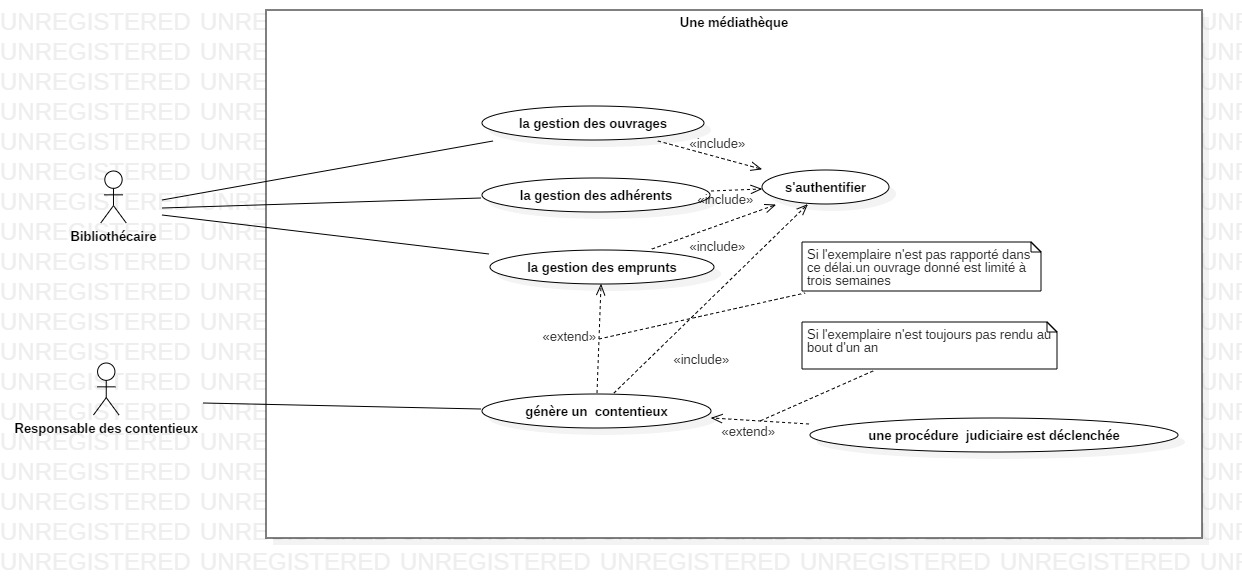 Une médiathèque
la gestion des ouvrages
«include»
s'authentifier
la gestion des adhérents
«include»
Bibliothécaire
«include»
Si l'exemplaire n'est pas rapporté dans
ce délai.un ouvrage donné est limité à
trois semaines
la gestion des emprunts
«extend»
Si l'exemplaire n'est toujours pas rendu au
bout d'un an
«include»
génère un  contentieux
Responsable des contentieux
«extend»
une procédure  judiciaire est déclenchée
UNREGISTERED UNREGISTERED UNREGISTERED UNREGISTERED UNREGISTERED UNREGISTERED